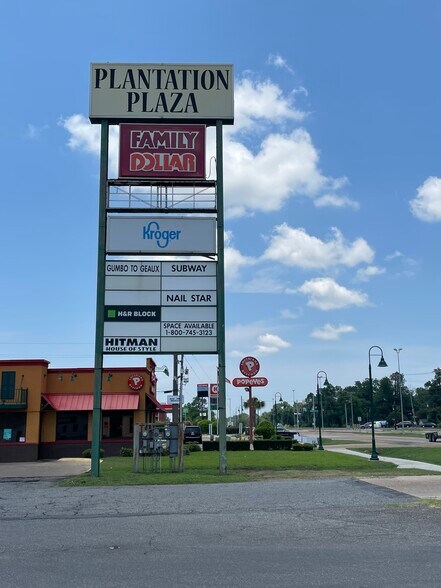 PLANTATION
PLAZA
FAMILY
DOLLAR
Kroger
GUMBO TO GEAUX
SUBWAY
NAIL STAR
H&R BLOCK
SPACE AVAILABLE
1-800-745-3123
HITMAN
HOUSE OF STYLE
POPEYES